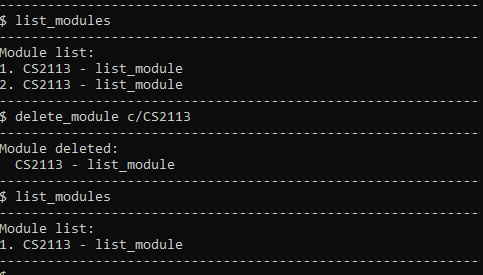 --------------------------------------------------------------
$ list_modules
--------------------------------------------------------------
Module list:
1. CS2113 - list_module
2. CS2113 - list_module
--------------------------------------------------------------
$ delete_module c/CS2113
--------------------------------------------------------------
Module deleted:
  CS2113 - list_module
--------------------------------------------------------------
$ list_modules
--------------------------------------------------------------
Module list:
1. CS2113 - list_module
--------------------------------------------------------------
$